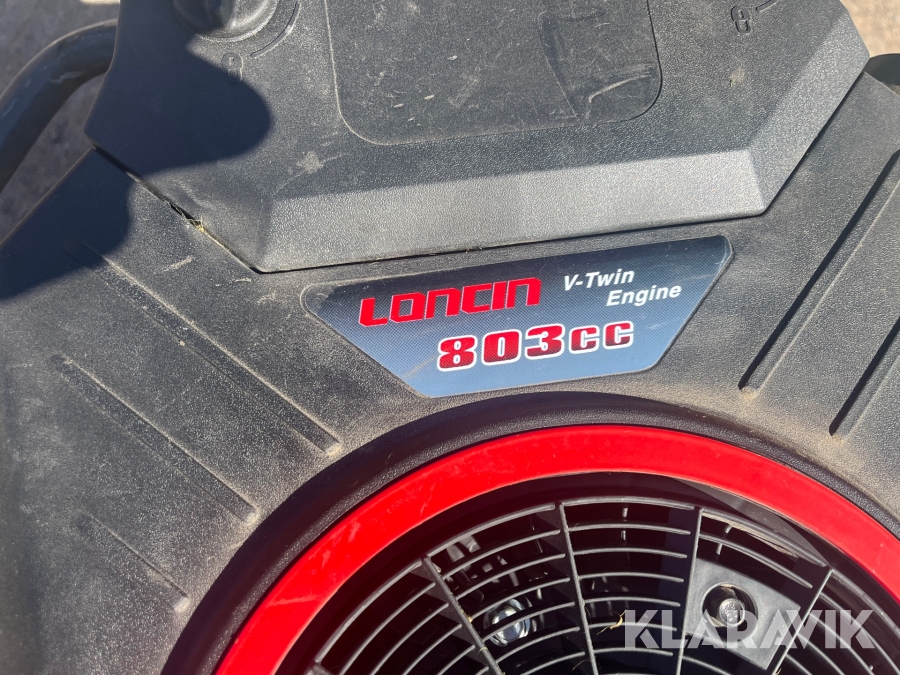 LONCIN V-Twin
Engine
803CC
KLARAVIK